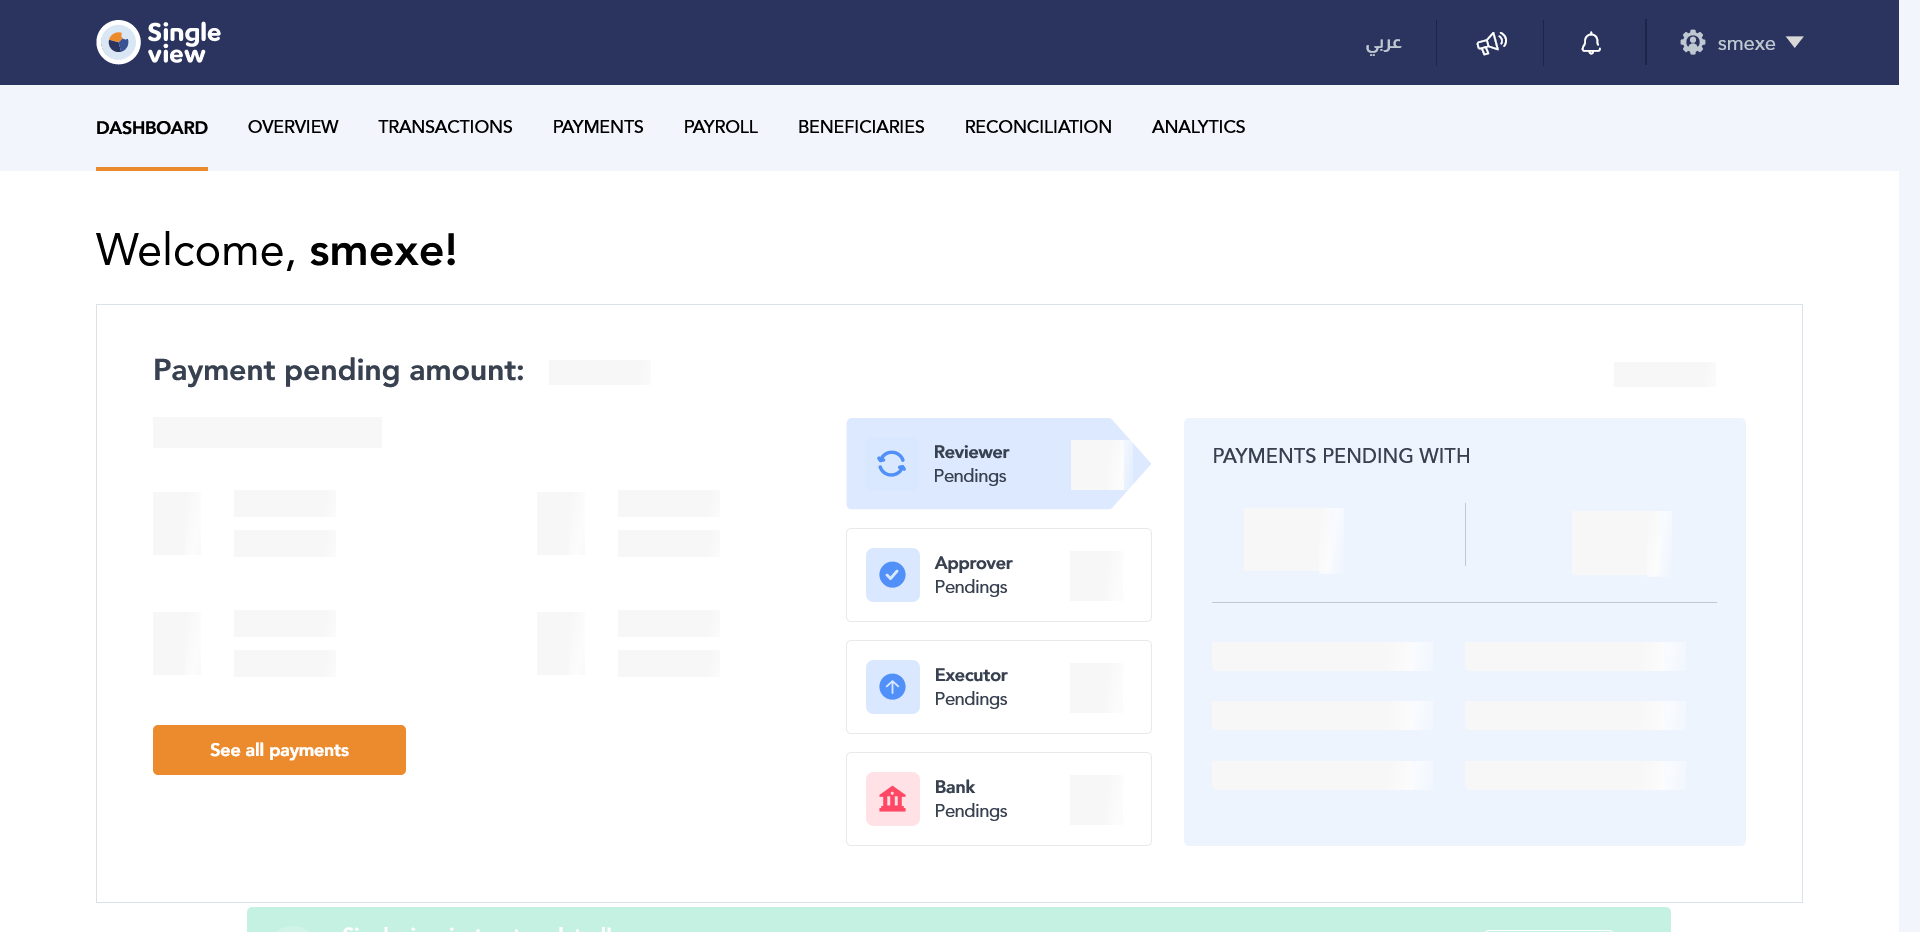 Single
view
عربي
smexe
DASHBOARD
OVERVIEW
TRANSACTIONS
PAYMENTS
PAYROLL
BENEFICIARIES
RECONCILIATION
ANALYTICS
Welcome, smexe!
Payment pending amount:
See all payments
Reviewer
Pendings
Approver
Pendings
Executor
Pendings
Bank
Pendings
PAYMENTS PENDING WITH